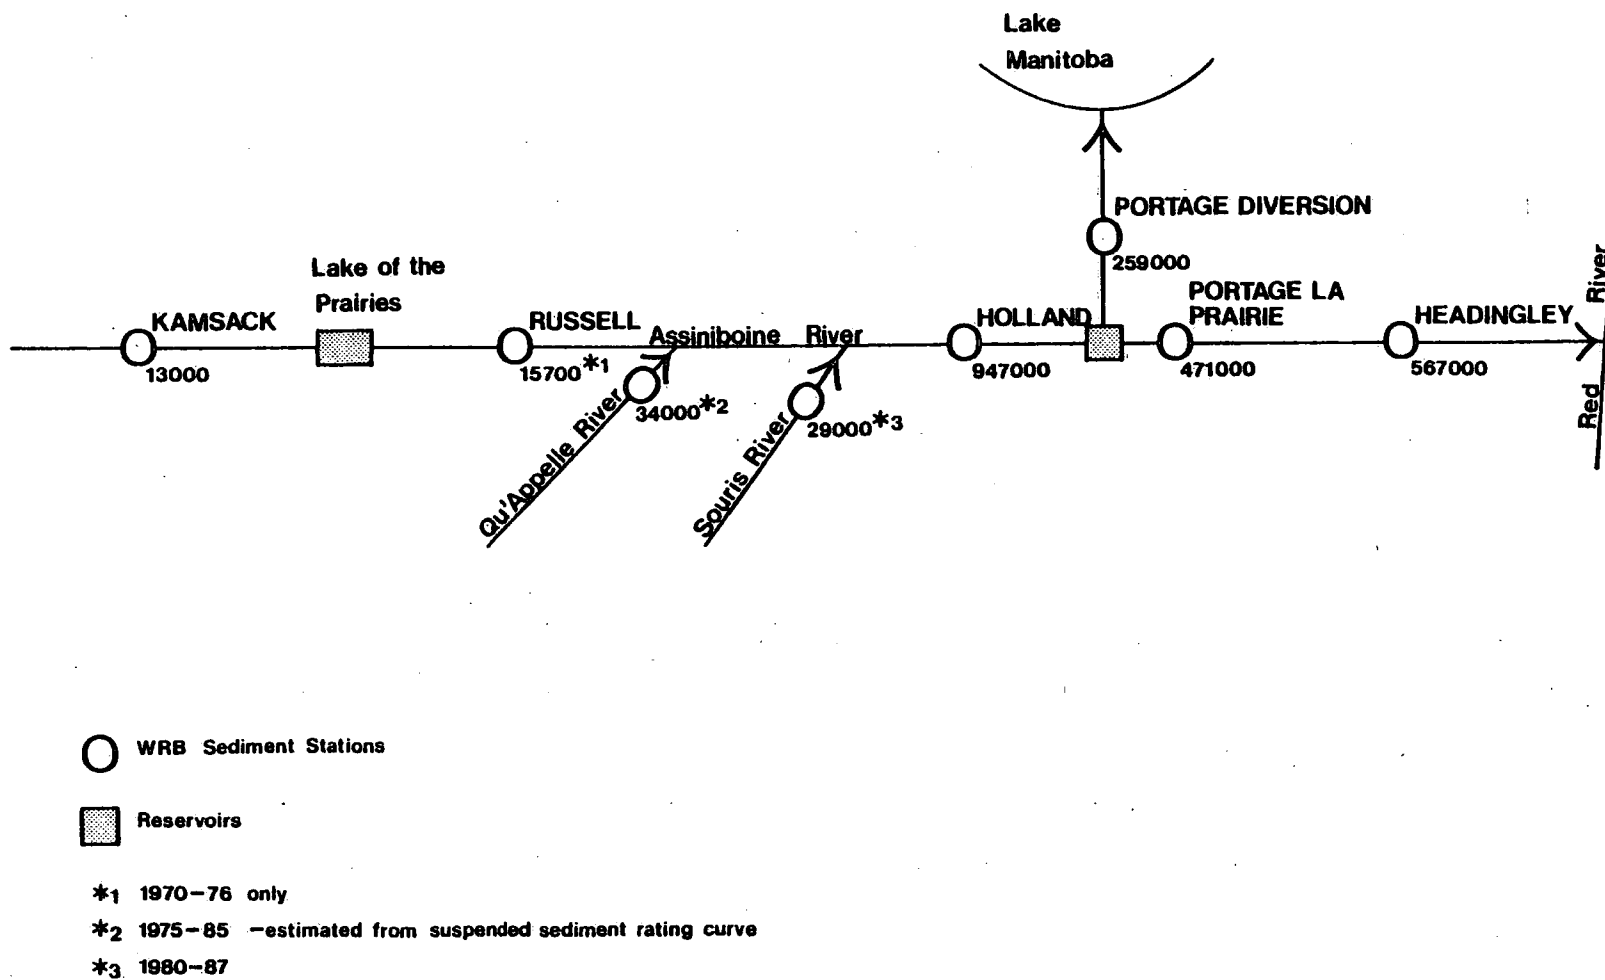 Lake
Manitoba
PORTAGE DIVERSION
259000
Lake of the
Prairies
KAMSACK
13000
RUSSELL
15700*1
Assiniboine River
Qu'Appelle River
34000*2
Souris River
29000*3
HOLLAND
947000
PORTAGE LA
PRAIRIE
471000
HEADINGLEY
567000
Red River
WRB Sediment Stations
Reservoirs
*1 1970-76 only
*2 1975-85 -estimated from suspended sediment rating curve
*3 1980-87